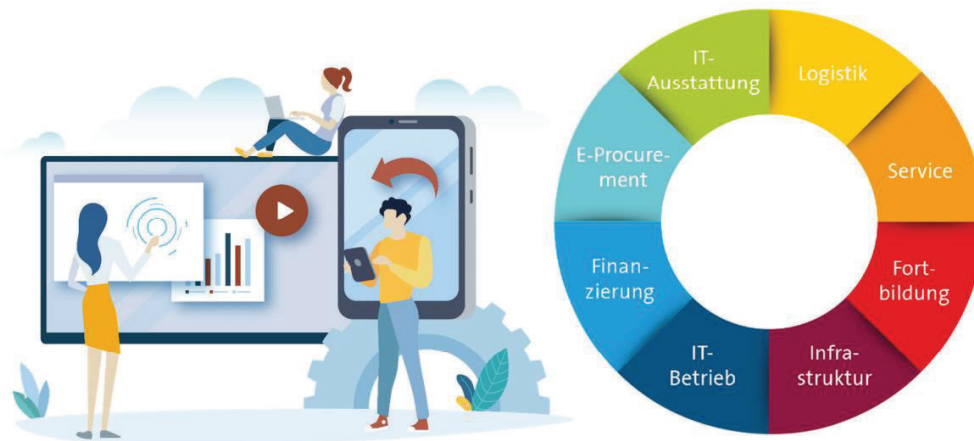 IT-
Ausstattung
Logistik
Service
Fort-
bildung
Infra-
struktur
IT-
Betrieb
Finan-
zierung
E-Procure-
ment